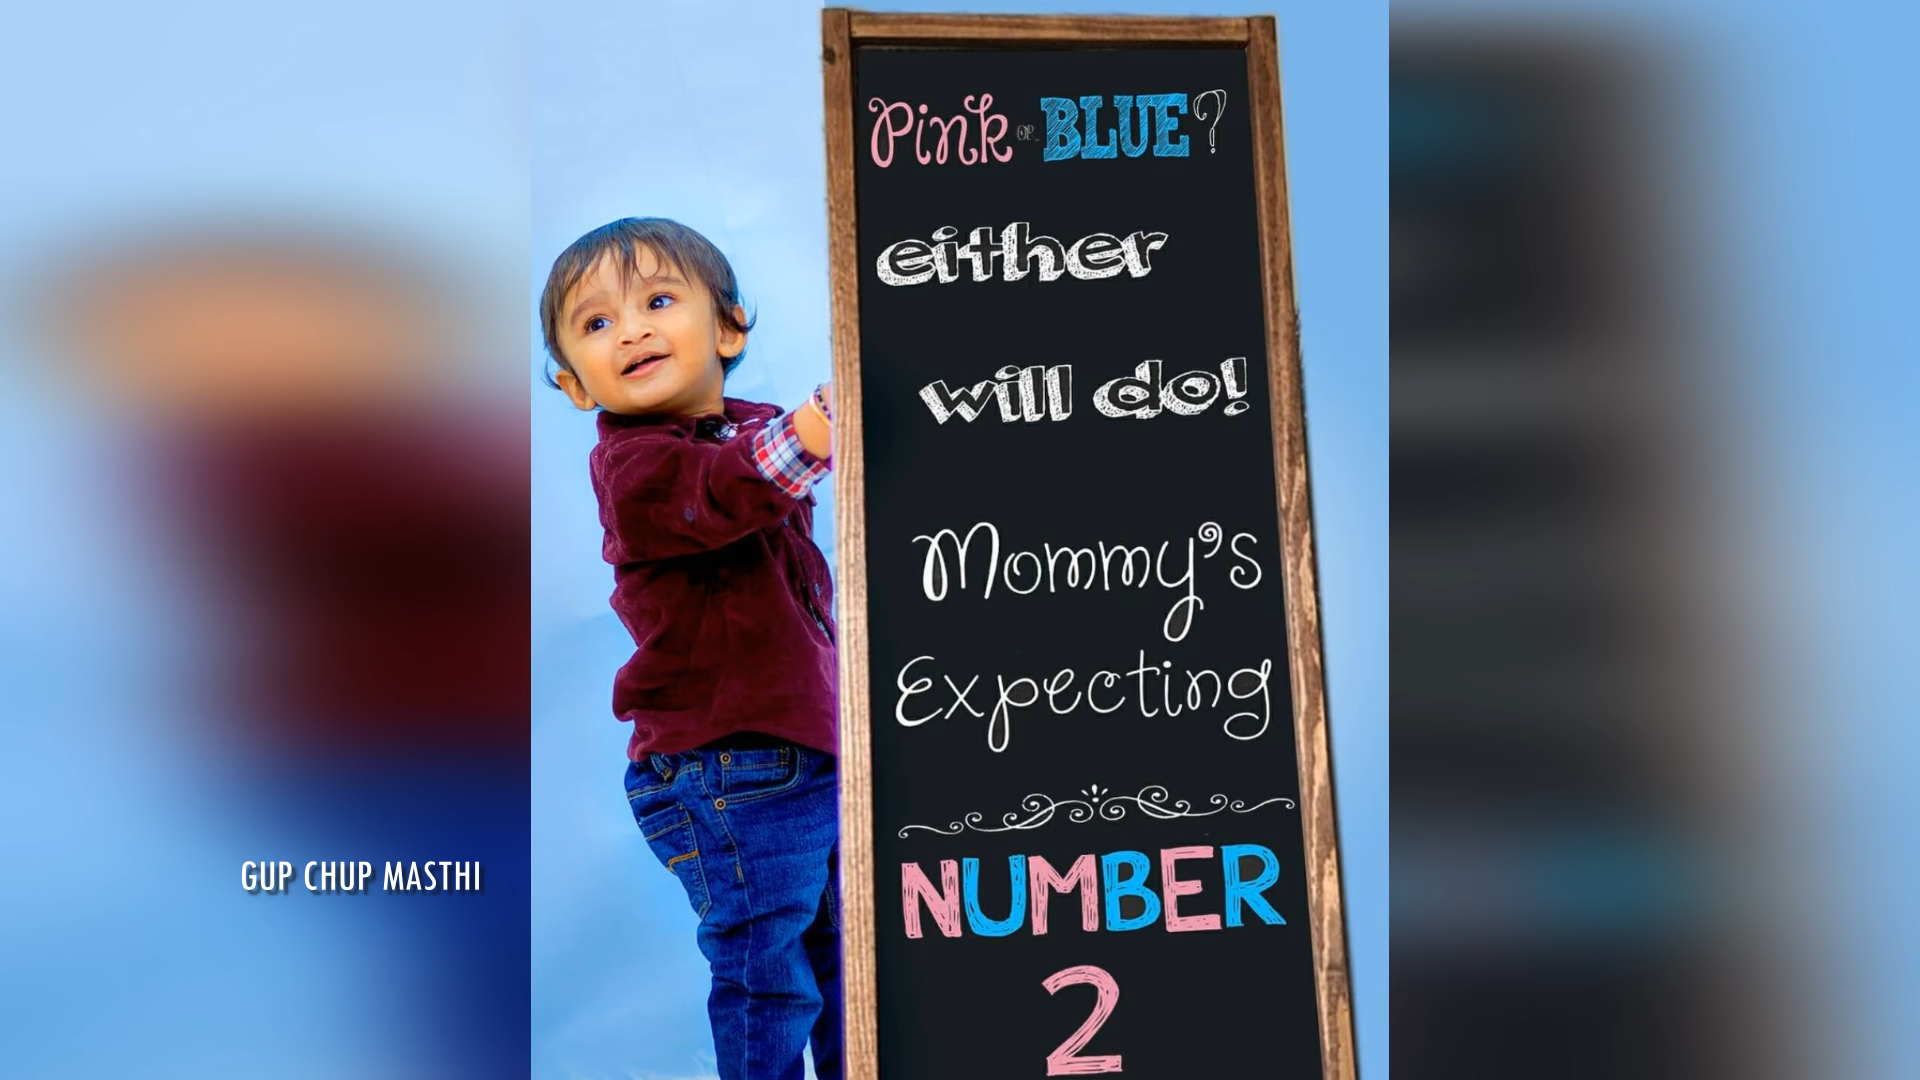 Pink OR BLUE?
either
will do!
Mommy's
Expecting
NUMBER
2
GUP CHUP MASTHI